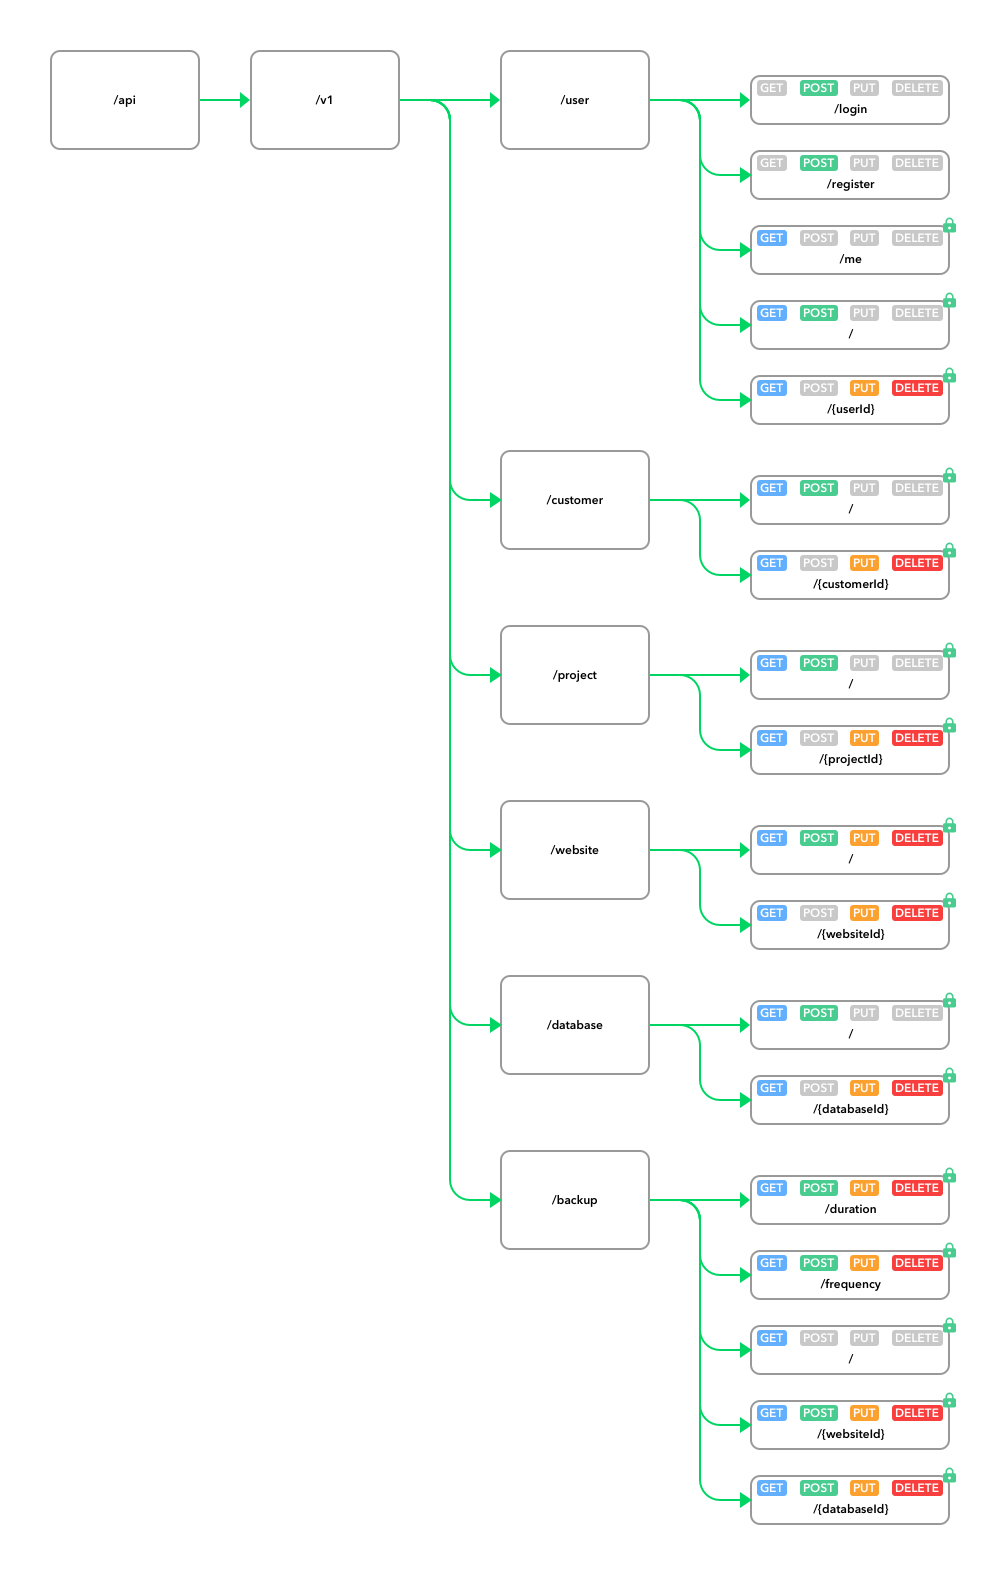 /api
/v1
/user
GET POST PUT DELETE
/login
GET POST PUT DELETE
/register
GET POST PUT DELETE
/me
GET POST PUT DELETE
/
GET POST PUT DELETE
/{userId}
/customer
GET POST PUT DELETE
/
GET POST PUT DELETE
/{customerId}
/project
GET POST PUT DELETE
/
GET POST PUT DELETE
/{projectId}
/website
GET POST PUT DELETE
/
GET POST PUT DELETE
/{websiteId}
/database
GET POST PUT DELETE
/
GET POST PUT DELETE
/{databaseId}
/backup
GET POST PUT DELETE
/duration
GET POST PUT DELETE
/frequency
GET POST PUT DELETE
/
GET POST PUT DELETE
/{websiteId}
GET POST PUT DELETE
/{databaseId}